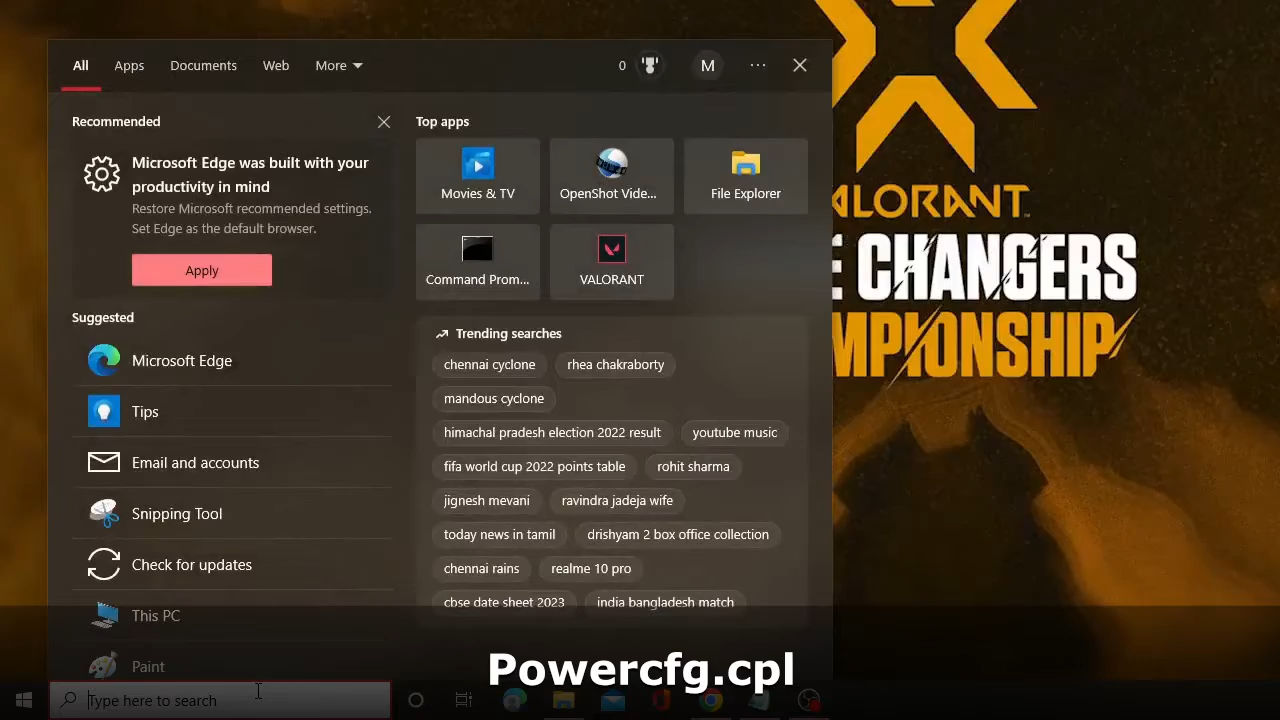 All
Apps
Documents
Web
More
0
M
Recommended
Microsoft Edge was built with your
productivity in mind
Restore Microsoft recommended settings.
Set Edge as the default browser.
Apply
Suggested
Microsoft Edge
Tips
Email and accounts
Snipping Tool
Check for updates
This PC
Paint
Top apps
Movies & TV
OpenShot Vide...
File Explorer
Command Prom...
VALORANT
Trending searches
chennai cyclone
rhea chakraborty
mandous cyclone
himachal pradesh election 2022 result
youtube music
fifa world cup 2022 points table
rohit sharma
jignesh mevani
ravindra jadeja wife
today news in tamil
drishyam 2 box office collection
chennai rains
realme 10 pro
cbse date sheet 2023
india bangladesh match
ALORANT
E CHANGERS
MPIONSHIP
Powercfg.cpl
Type here to search